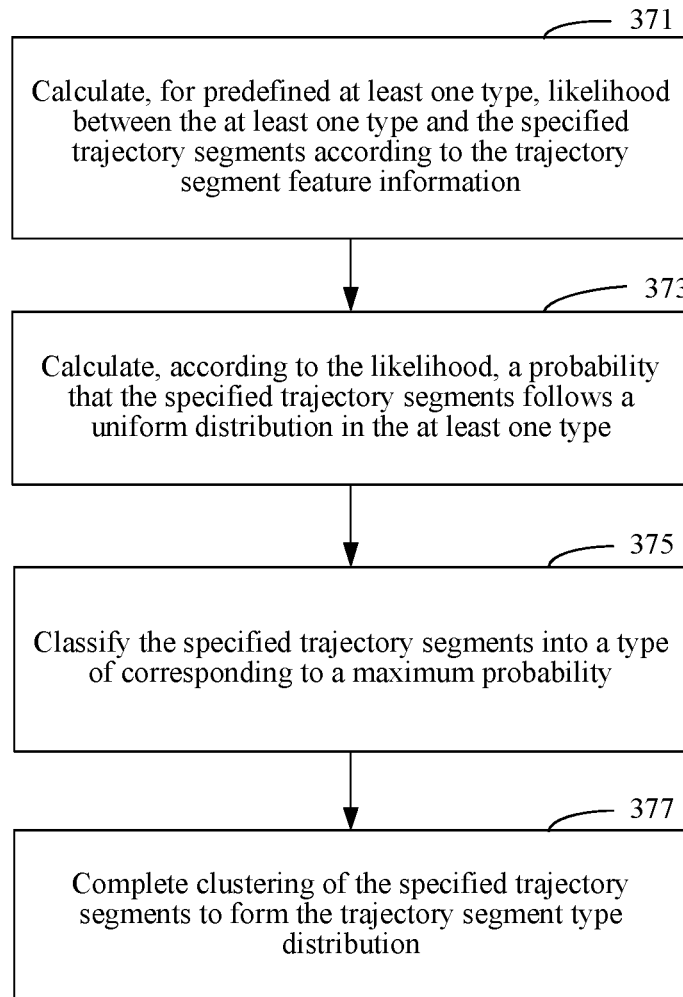 371
Calculate, for predefined at least one type, likelihood
between the at least one type and the specified
trajectory segments according to the trajectory
segment feature information
373
Calculate, according to the likelihood, a probability
that the specified trajectory segments follows a
uniform distribution in the at least one type
375
Classify the specified trajectory segments into a type
of corresponding to a maximum probability
377
Complete clustering of the specified trajectory
segments to form the trajectory segment type
distribution